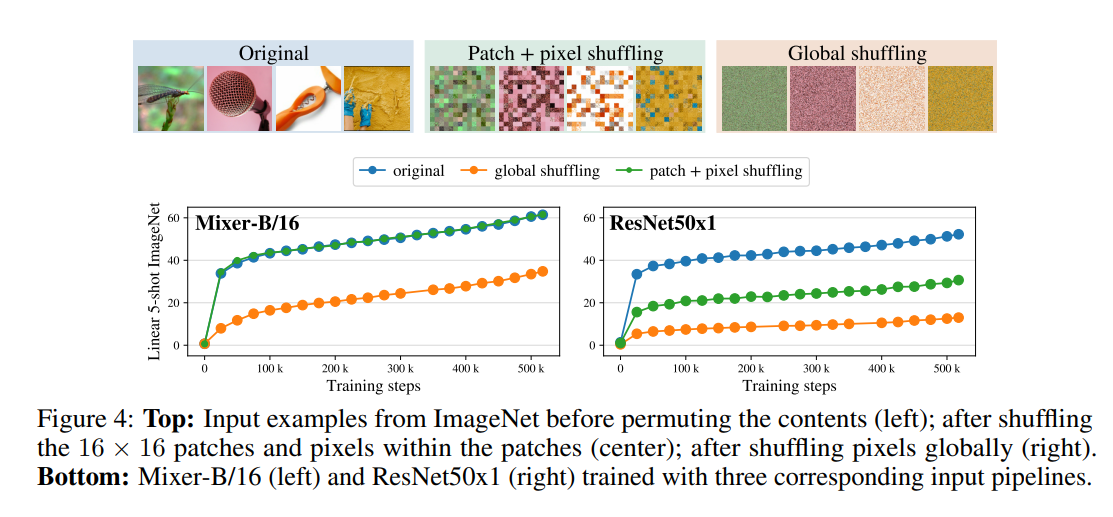 Original
Patch + pixel shuffling
Global shuffling
original
global shuffling
patch + pixel shuffling
Linear 5-shot ImageNet
60
40
20
0
Mixer-B/16
0
100 k
200 k
300 k
400 k
500 k
Training steps
60
40
20
0
ResNet50x1
0
100 k
200 k
300 k
400 k
500 k
Training steps
Figure 4: Top: Input examples from ImageNet before permuting the contents (left); after shuffling
the 16 × 16 patches and pixels within the patches (center); after shuffling pixels globally (right).
Bottom: Mixer-B/16 (left) and ResNet50x1 (right) trained with three corresponding input pipelines.